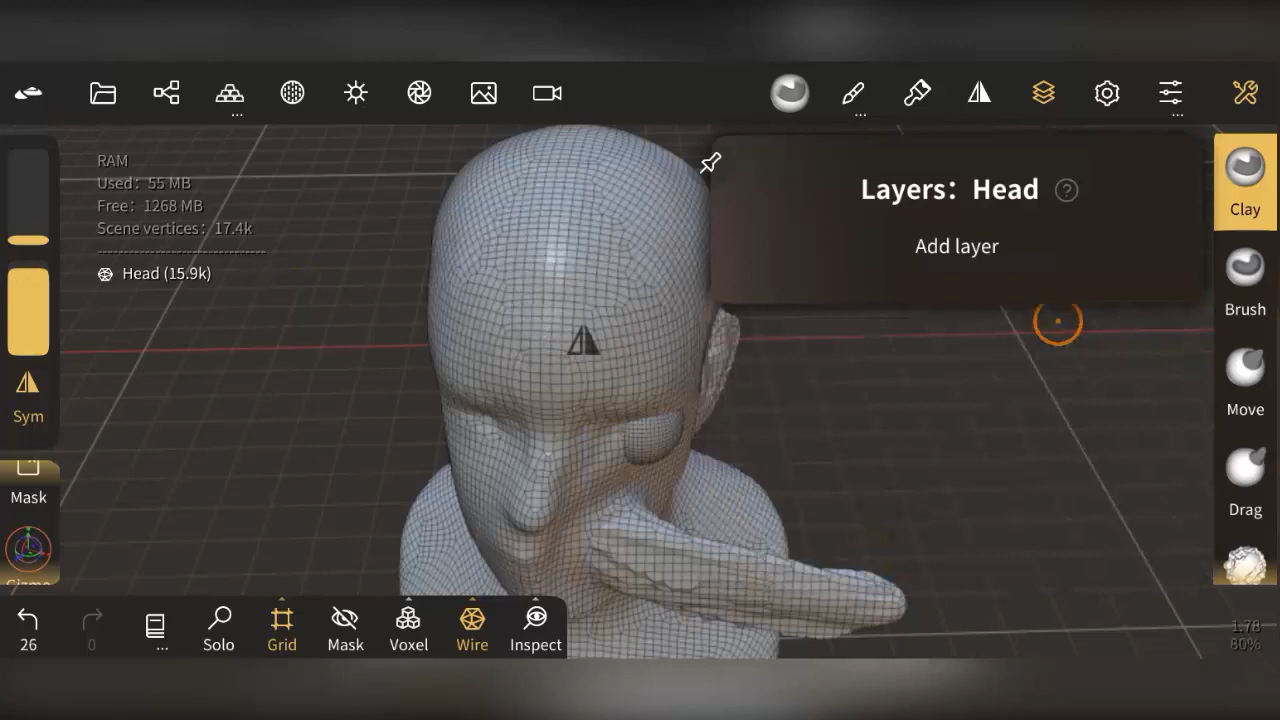 RAM
Used: 55 MB
Free: 1268 MB
Scene vertices: 17.4k
Head (15.9k)
Layers: Head
Add layer
Sym
Mask
Gizmo
Clay
Brush
Move
Drag
26
0
...
Solo
Grid
Mask
Voxel
Wire
Inspect
1.78
80%